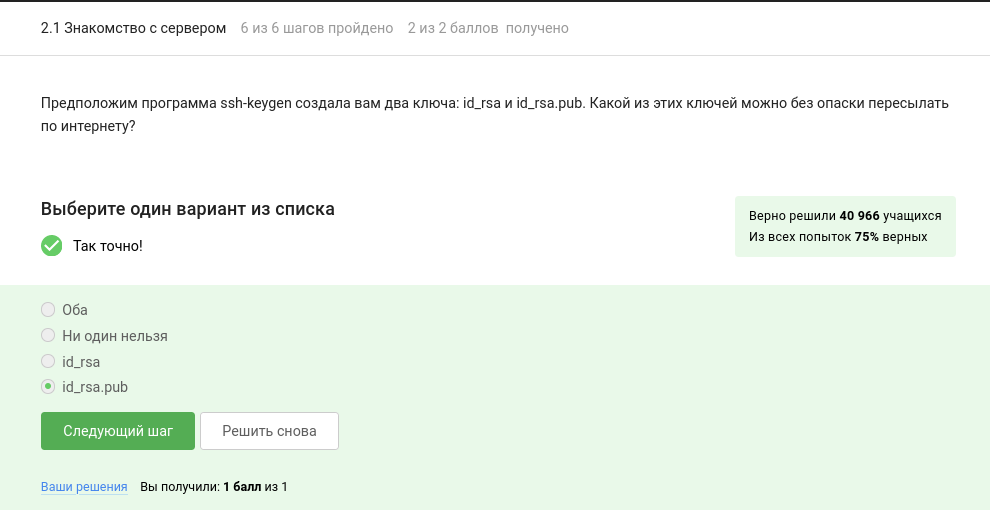 2.1 Знакомство с сервером 6 из 6 шагов пройдено 2 из 2 баллов получено
Предположим программа ssh-keygen создала вам два ключа: id_rsa и id_rsa.pub. Какой из этих ключей можно без опаски пересылать
по интернету?
Выберите один вариант из списка
Так точно!
Верно решили 40 966 учащихся
Из всех попыток 75% верных
Оба
Ни один нельзя
id_rsa
id_rsa.pub
Следующий шаг Решить снова
Ваши решения Вы получили: 1 балл из 1